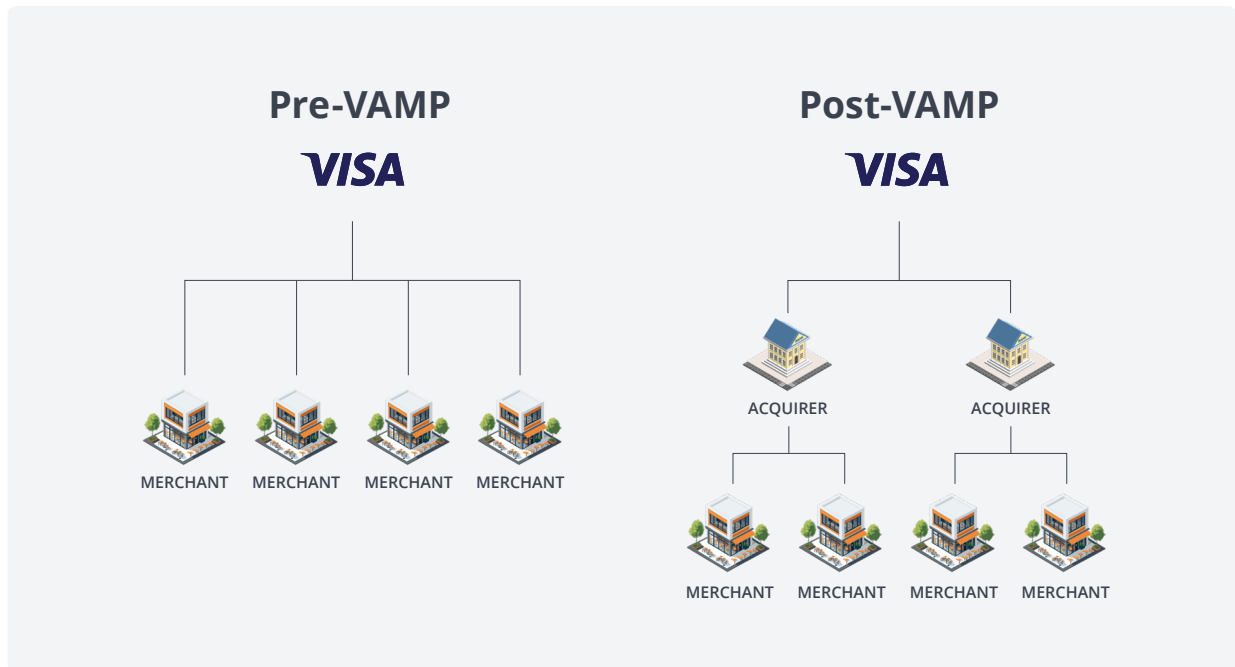 Pre-VAMP
VISA
MERCHANT MERCHANT MERCHANT MERCHANT
Post-VAMP
VISA
ACQUIRER ACQUIRER
MERCHANT MERCHANT MERCHANT MERCHANT